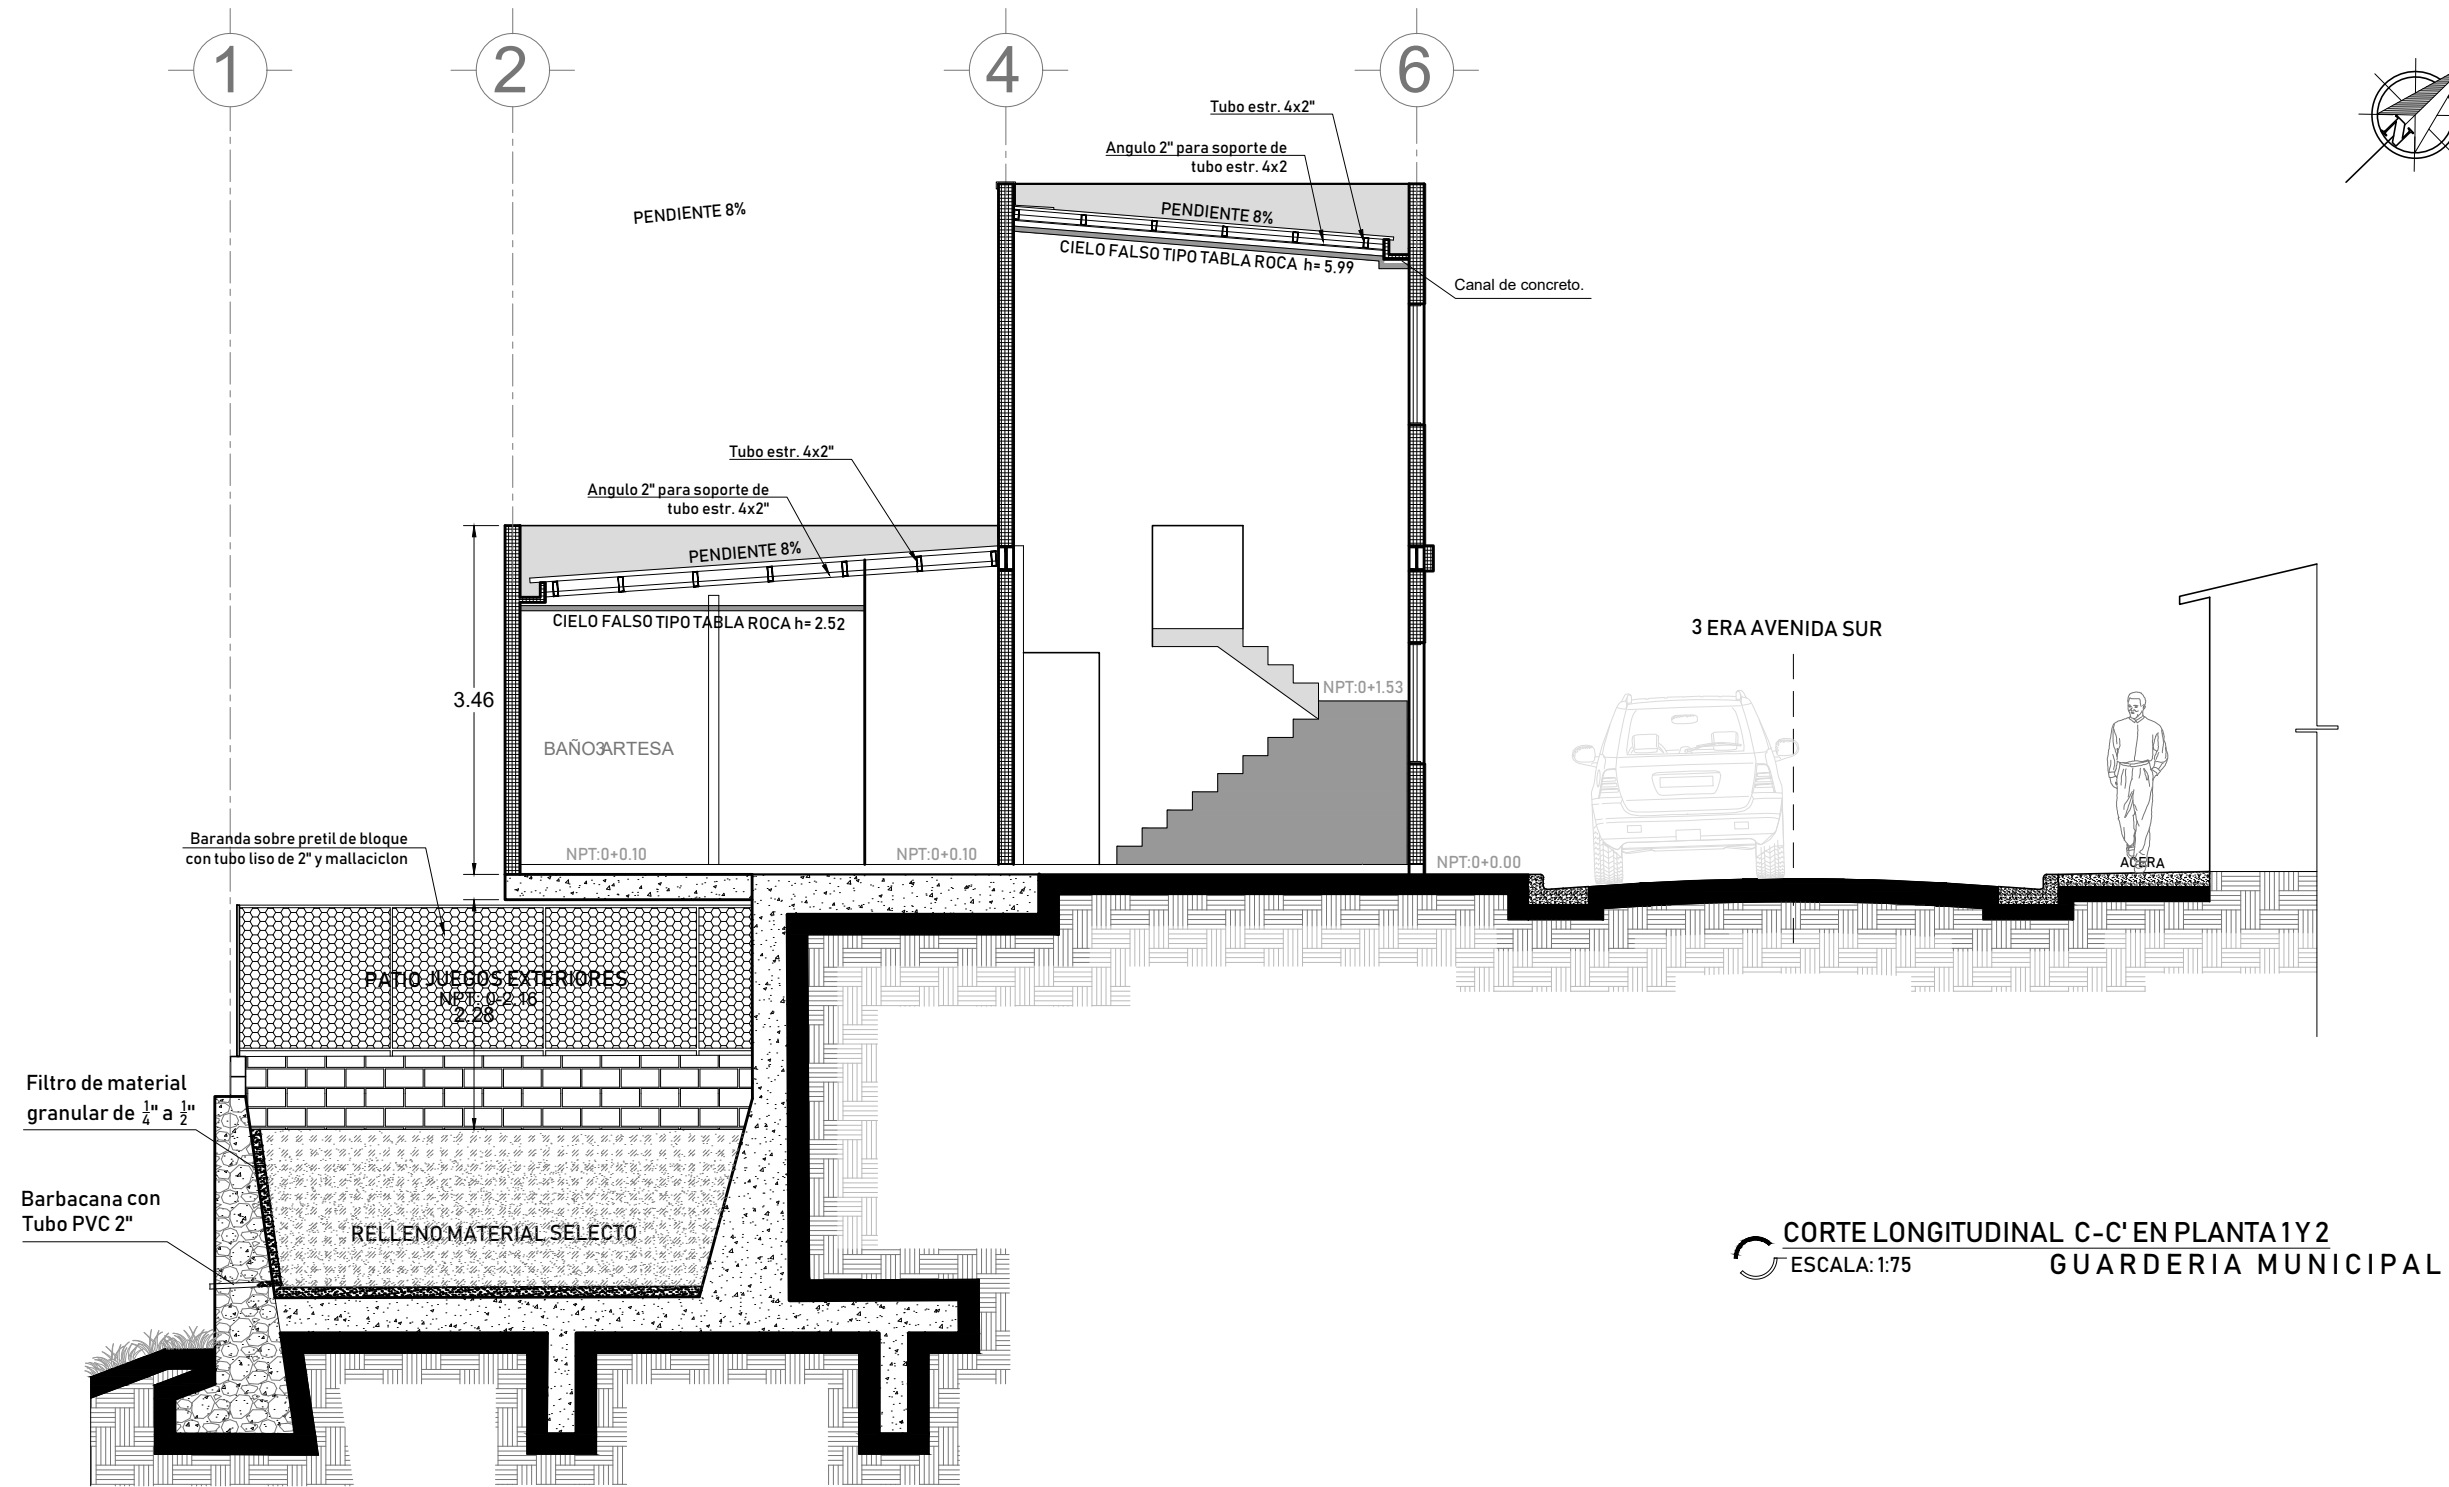 1
2
4
6
Tubo estr. 4x2"
Angulo 2" para soporte de
tubo estr. 4x2
PENDIENTE 8%
PENDIENTE 8%
CIELO FALSO TIPO TABLA ROCA h= 5.99
Canal de concreto.
N
Tubo estr. 4x2"
Angulo 2" para soporte de
tubo estr. 4x2"
PENDIENTE 8%
CIELO FALSO TIPO TABLA ROCA h= 2.52
3 ERA AVENIDA SUR
3.46
NPT:0+1.53
BAÑO3
ARTESA
Baranda sobre pretil de bloque
con tubo liso de 2" y mallaciclon
NPT:0+0.10
NPT:0+0.10
NPT:0+0.00
ACERA
PATIO JUEGOS EXTERIORES
NPT: 0-2.16
2.28
Filtro de material
granular de 1/4" a 1/2"
Barbacana con
Tubo PVC 2"
RELLENO MATERIAL SELECTO
CORTE LONGITUDINAL C-C' EN PLANTA 1 Y 2
ESCALA: 1:75
GUARDERIA MUNICIPAL